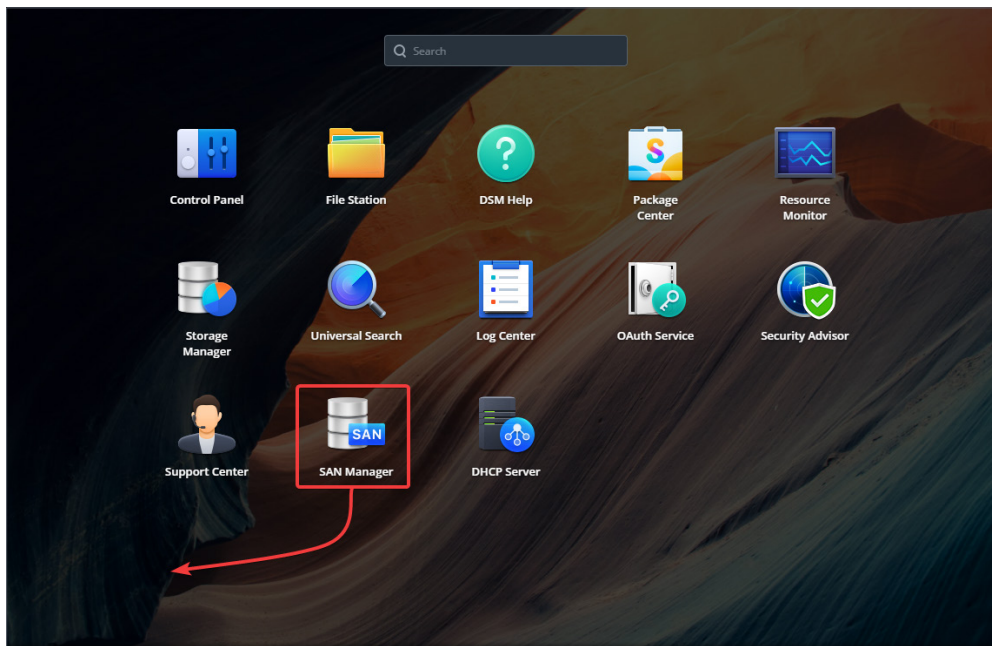 Search
Control Panel
File Station
DSM Help
Package
Center
Resource
Monitor
Storage
Manager
Universal Search
Log Center
OAuth Service
Security Advisor
Support Center
SAN
SAN Manager
DHCP Server